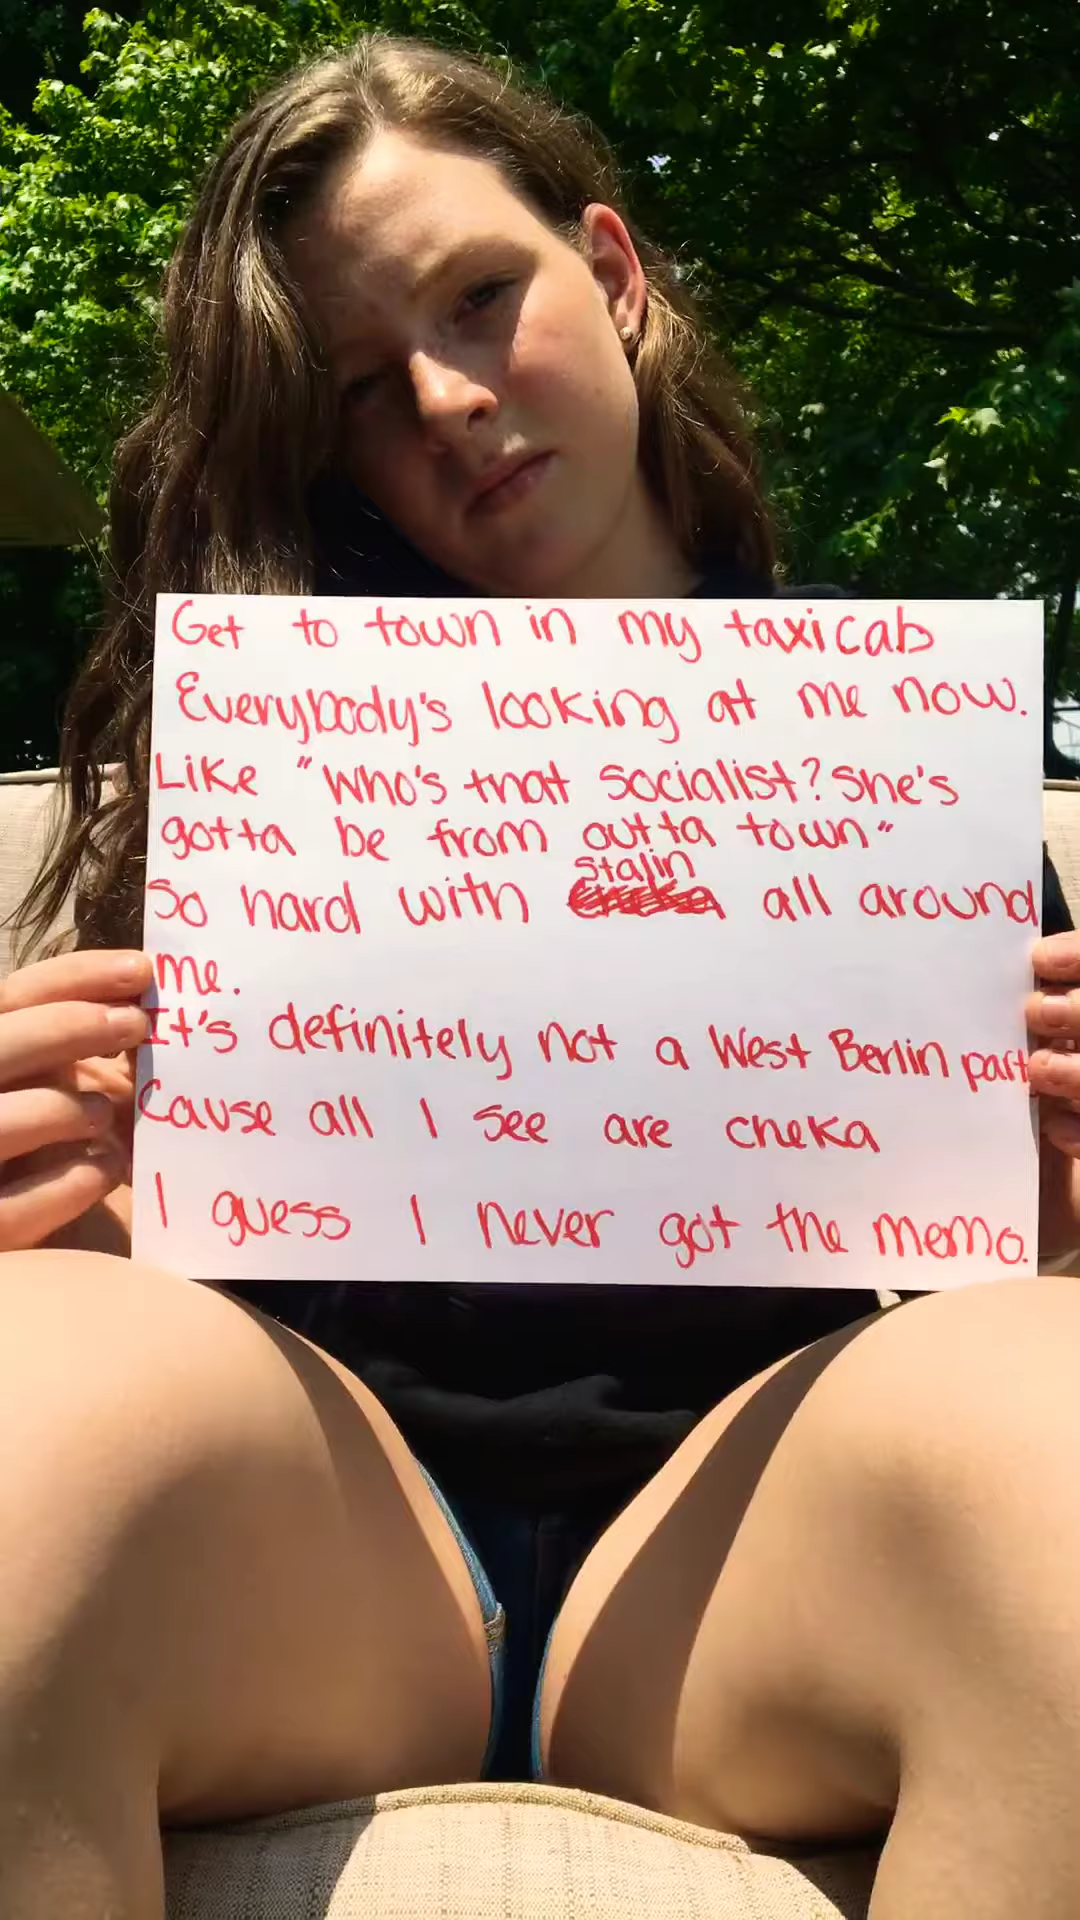 Get to town in my taxicab
Everybody's looking at me now.
Like "Who's that socialist? She's
gotta be from outta town"
So hard with stalin all around
me.
It's definitely not a West Berlin part
Cause all I see are cheka
I guess I never got the memo.